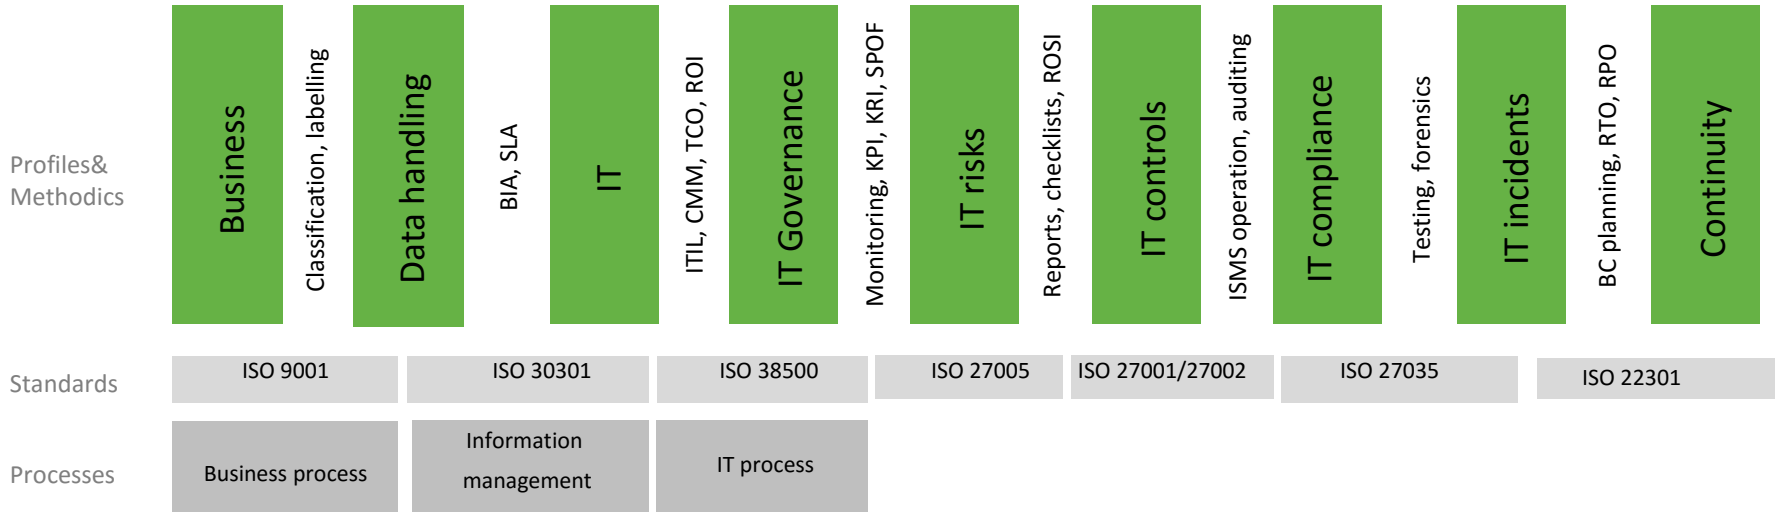 Profiles&
Methodics
Business
Classification, labelling
Data handling
BIA, SLA
IT
ITIL, CMM, TCO, ROI
IT Governance
Monitoring, KPI, KRI, SPOF
IT risks
Reports, checklists, ROSI
IT controls
ISMS operation, auditing
IT compliance
Testing, forensics
IT incidents
BC planning, RTO, RPO
Continuity
Standards
ISO 9001
ISO 30301
ISO 38500
ISO 27005
ISO 27001/27002
ISO 27035
ISO 22301
Processes
Business process
Information
management
IT process